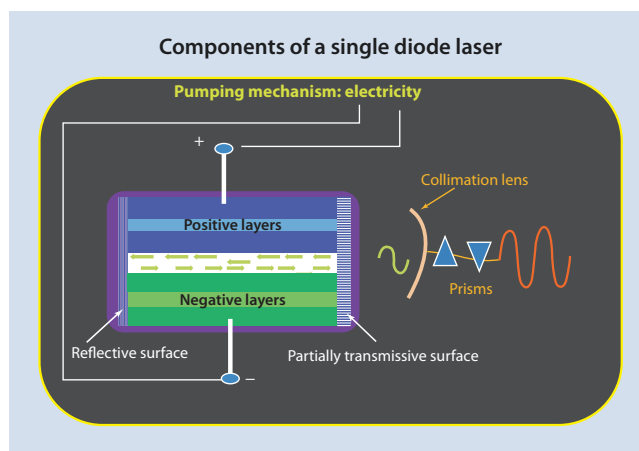 Components of a single diode laser
Pumping mechanism: electricity
+
Collimation lens
Positive layers
Negative layers
Prisms
Reflective surface
Partially transmissive surface
−